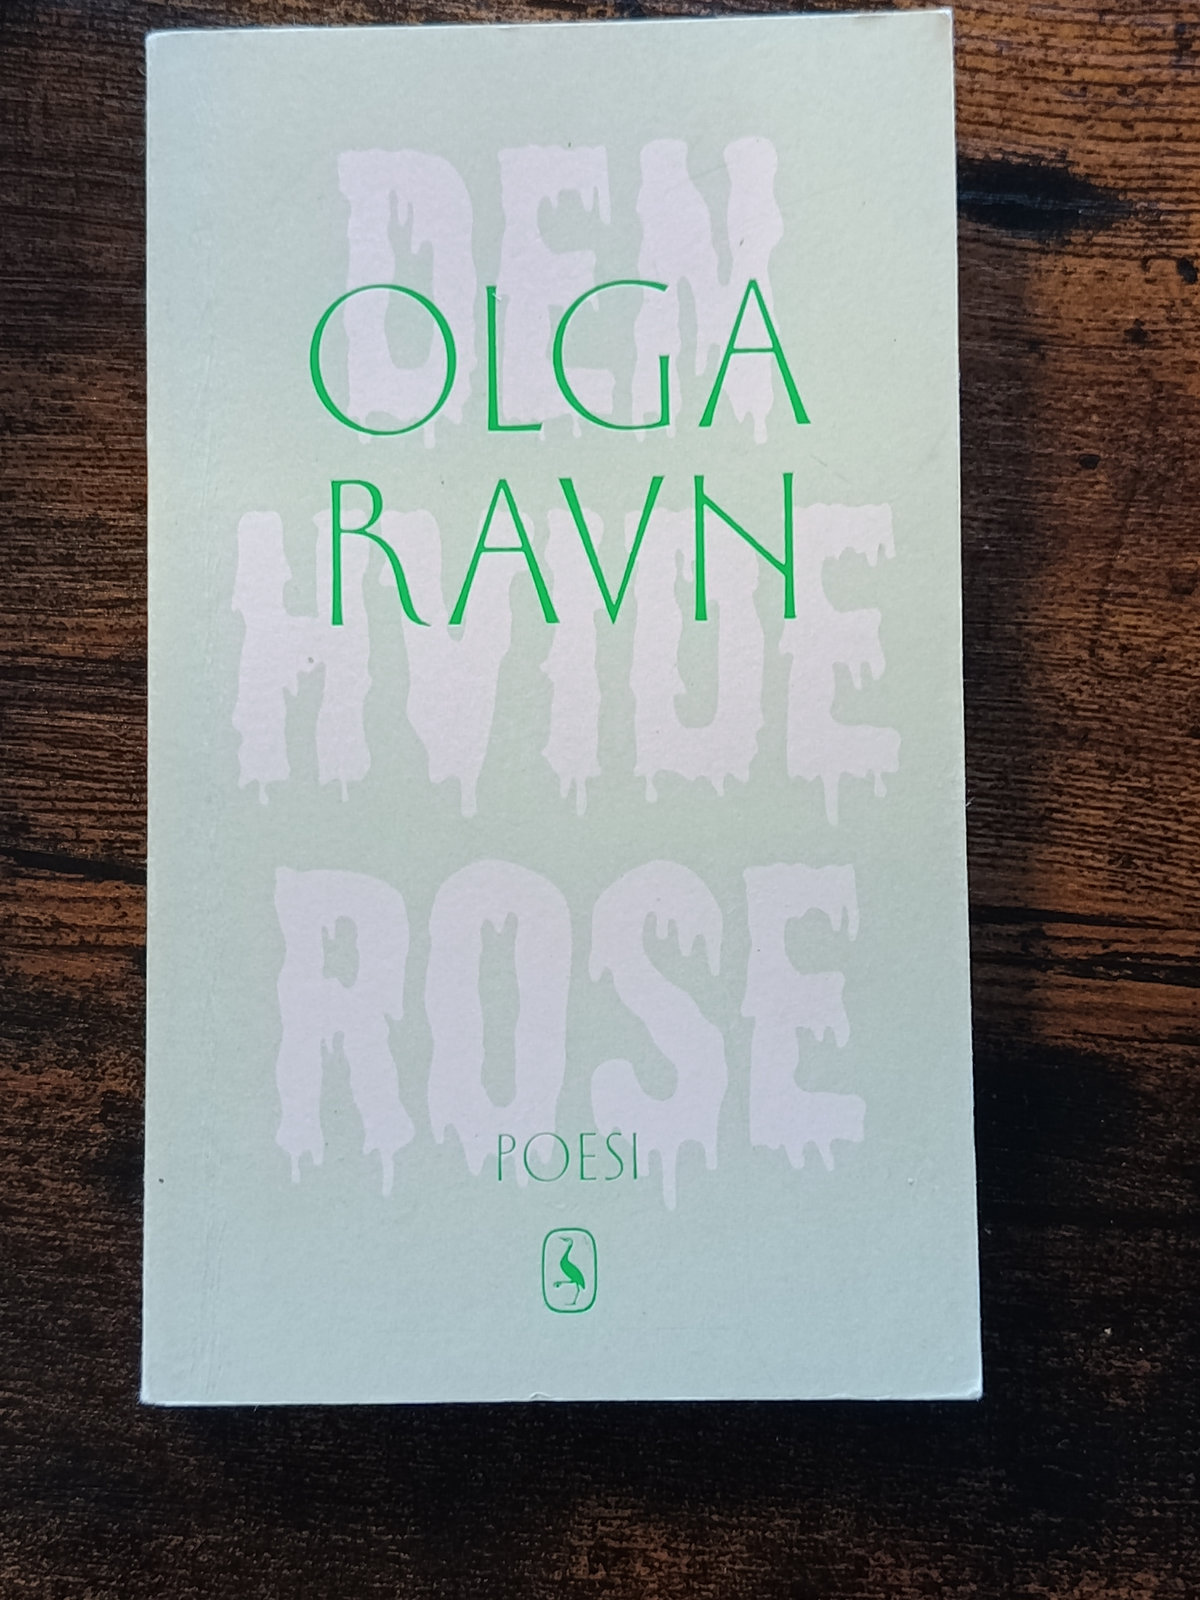 DEN
OLGA
RAVN
HVIDE
ROSE
POESI